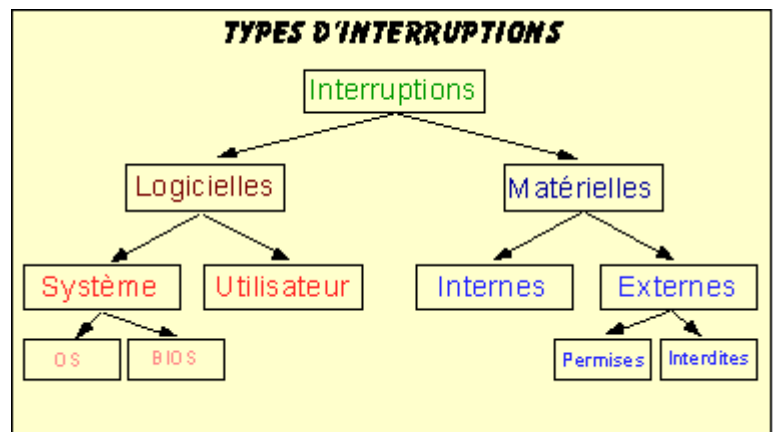 TYPES D'INTERRUPTIONS
Interruptions
Logicielles
Matérielles
Système
Utilisateur
Internes
Externes
OS
BIOS
Permises
Interdites